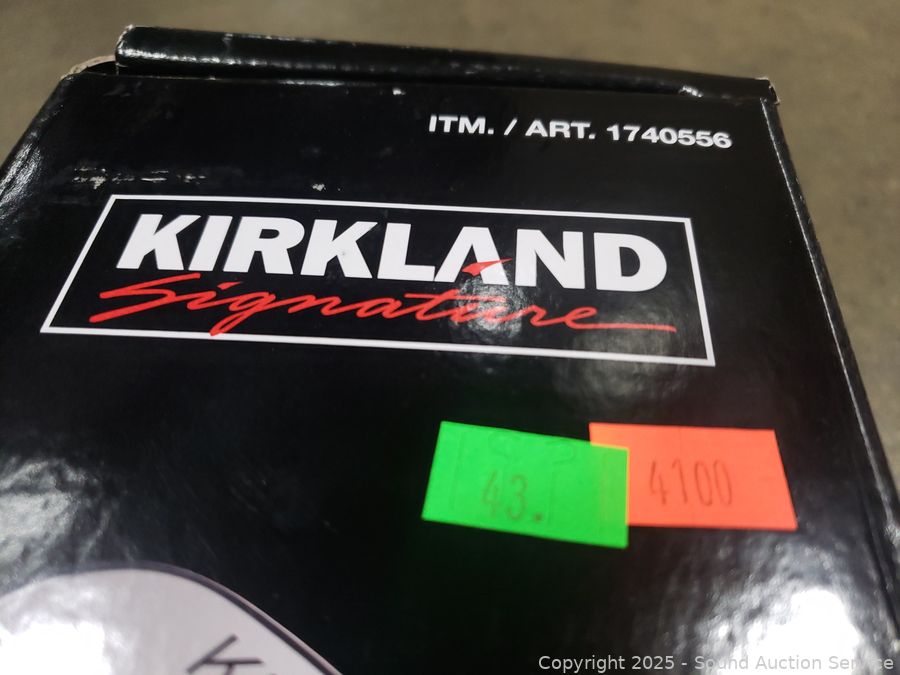 ITM. / ART. 1740556
KIRKLAND
Signature
43.
4100
Copyright 2025 - Sound Auction Service